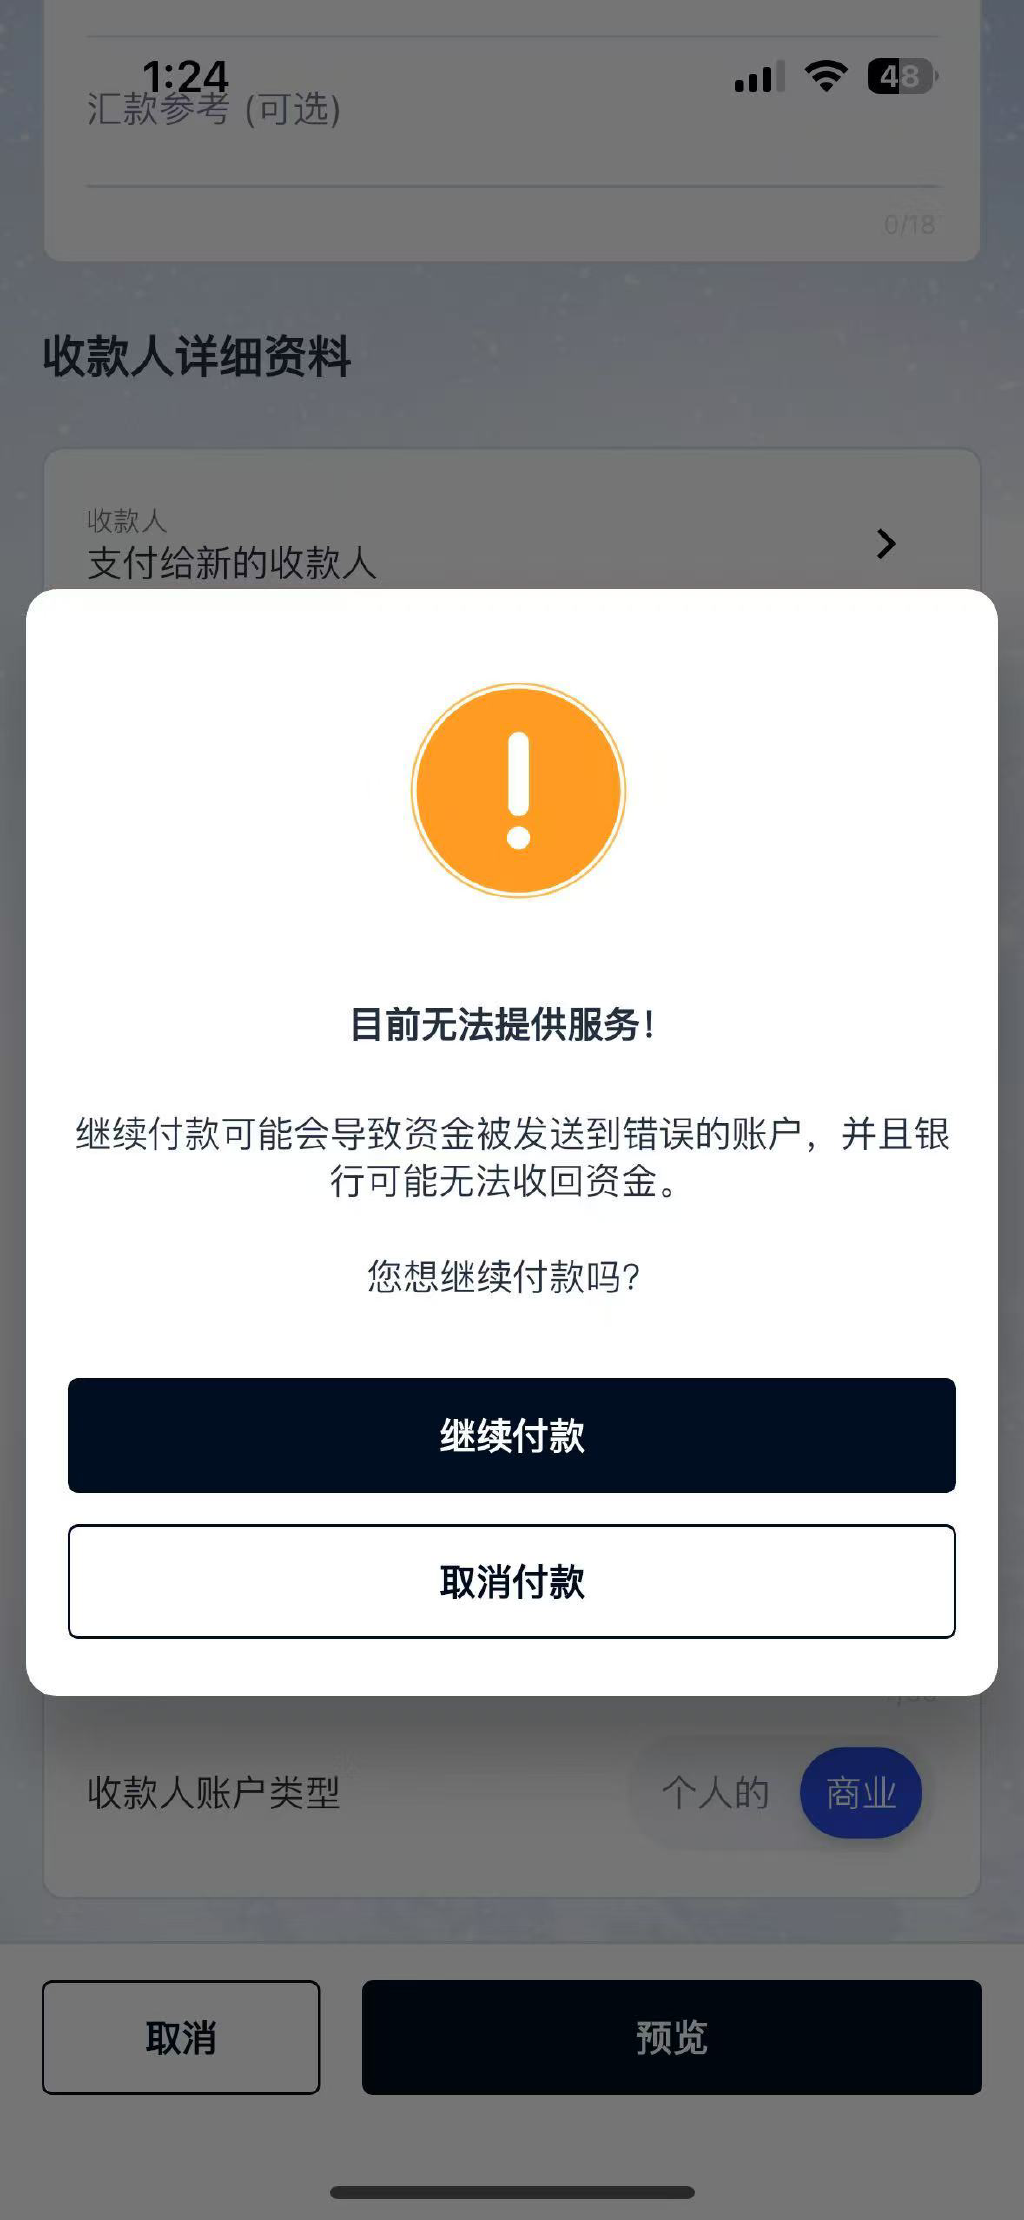 1:24
48
汇款参考 (可选)
0/18
收款人详细资料
收款人
支付给新的收款人
目前无法提供服务!
继续付款可能会导致资金被发送到错误的账户，并且银
行可能无法收回资金。
您想继续付款吗?
继续付款
取消付款
收款人账户类型
个人的
商业
取消
预览